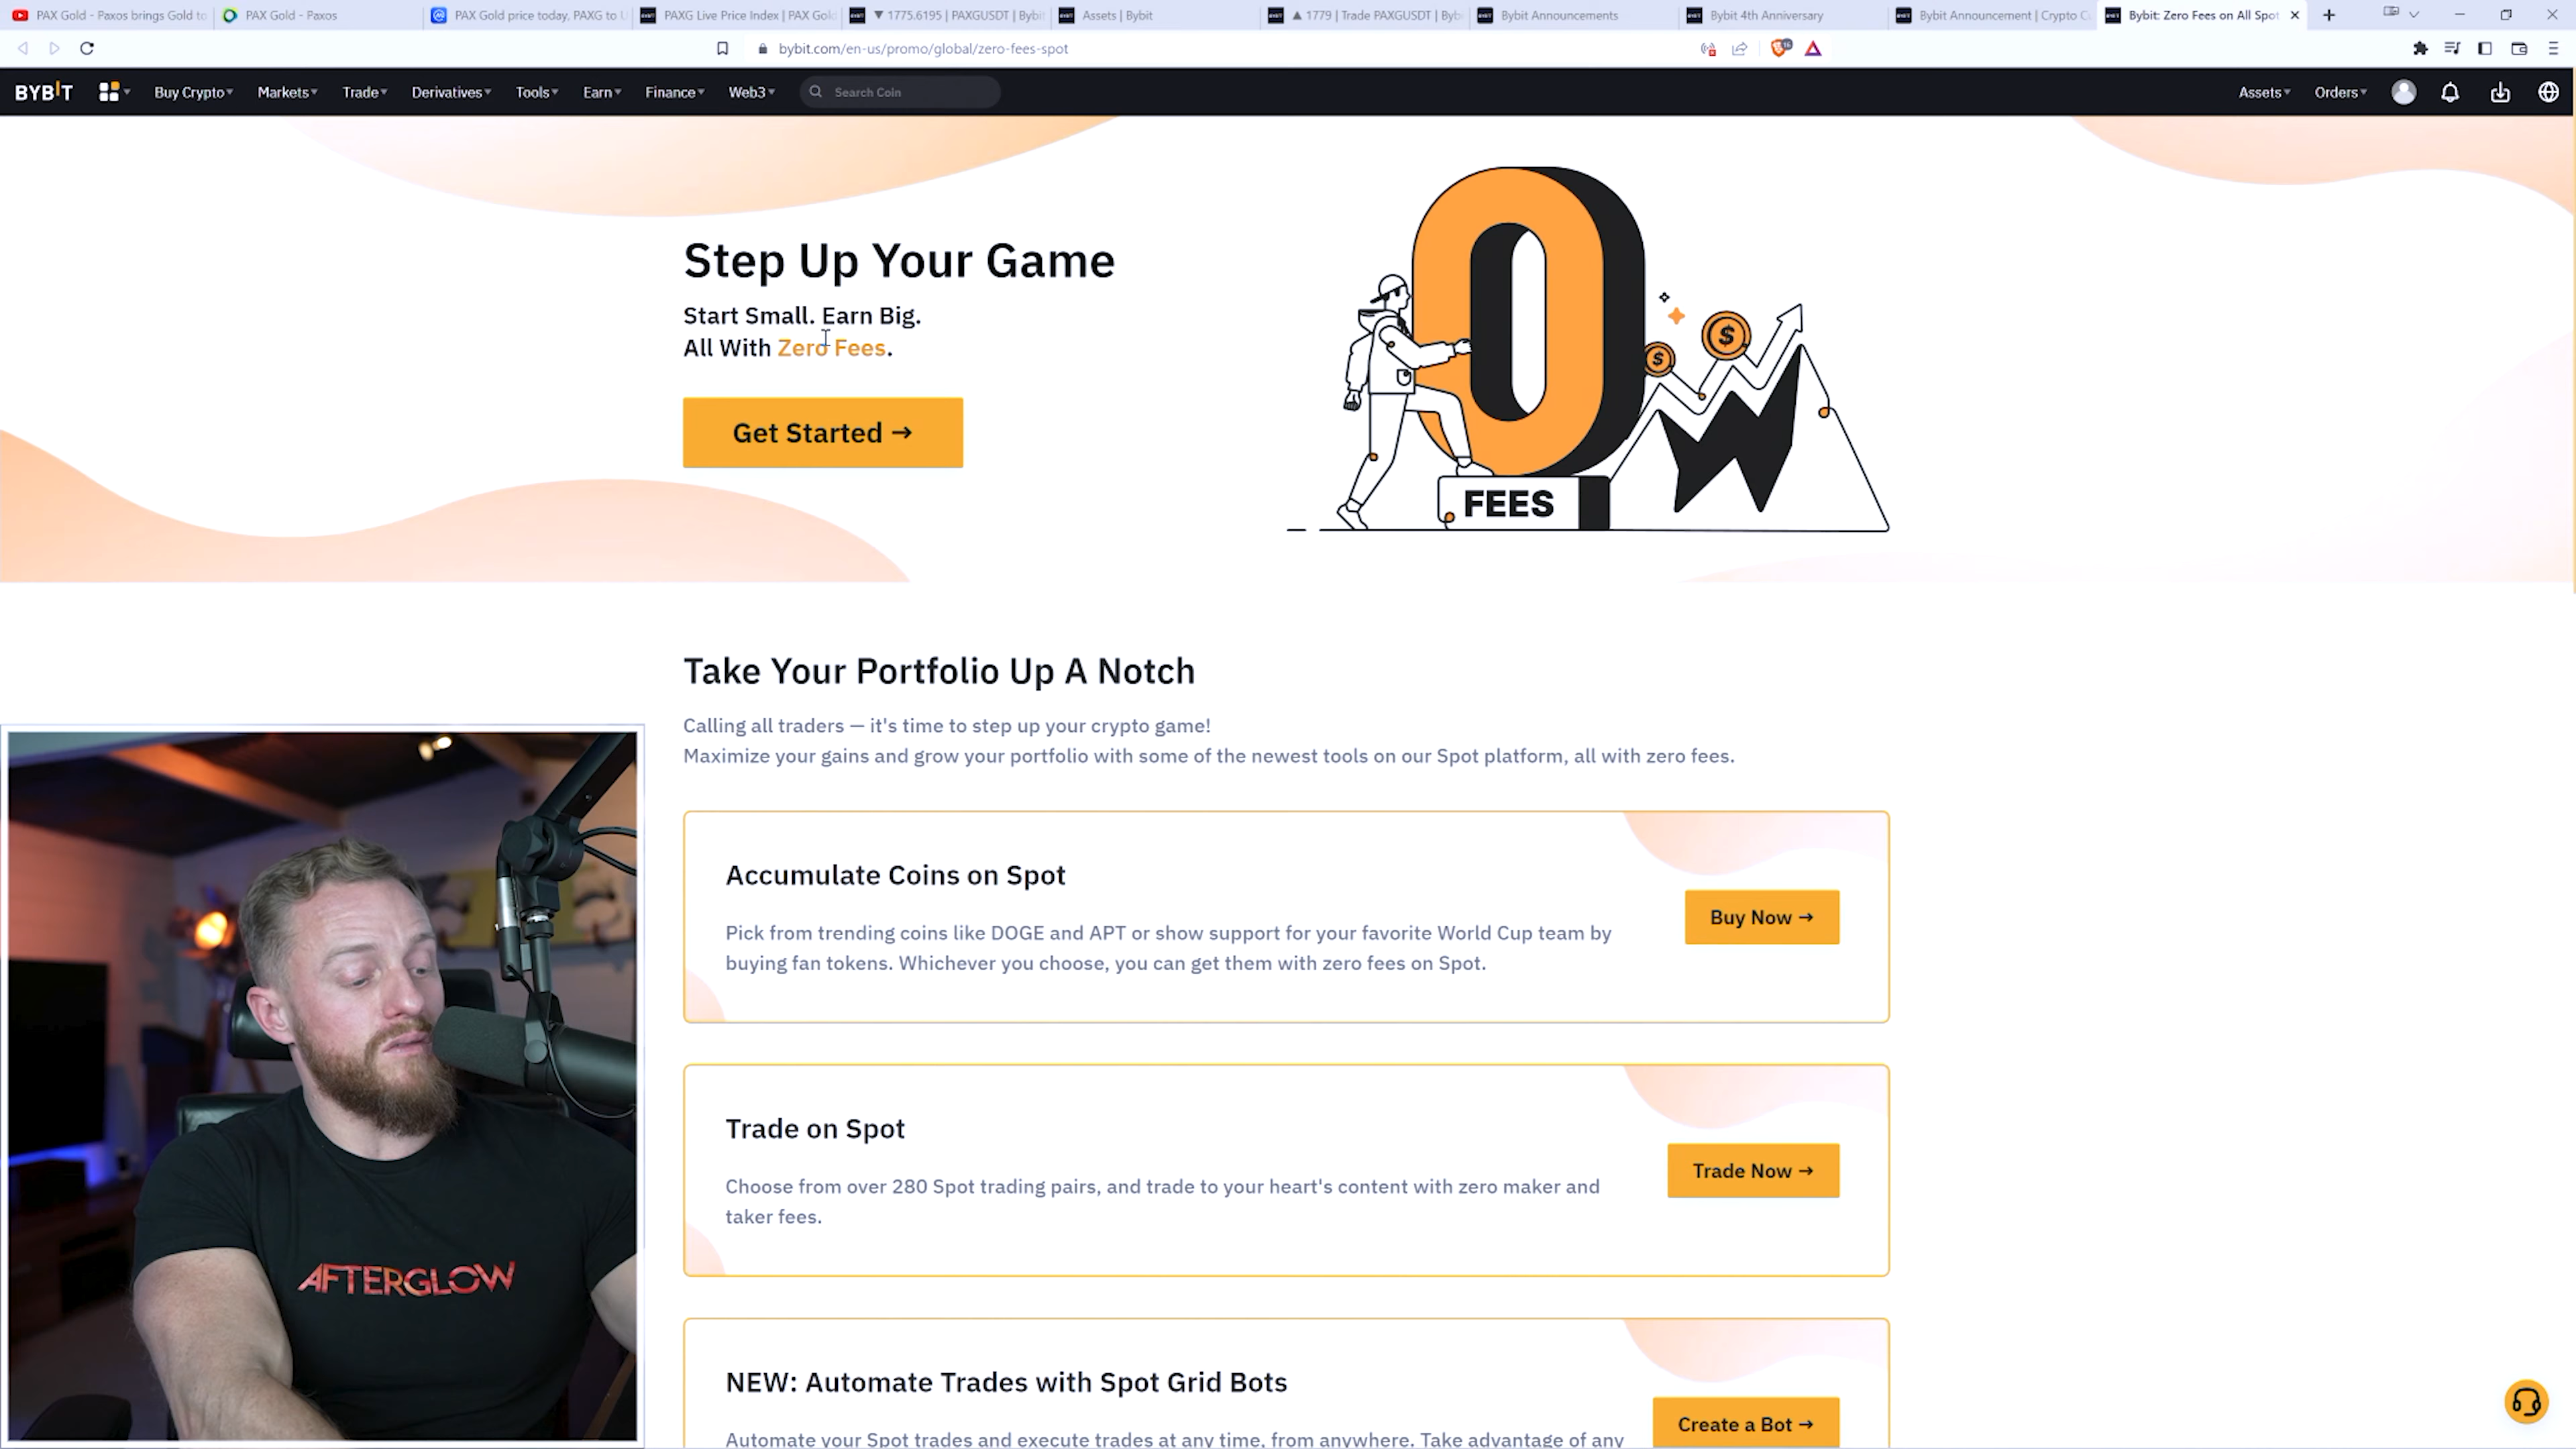 PAX Gold - Paxos brings Gold to
PAX Gold - Paxos
PAX Gold price today, PAXG to U
PAXG Live Price Index | PAX Gold
▼ 1775.6195 | PAXGUSDT | Bybit
Assets | Bybit
▲ 1779 | Trade PAXGUSDT | Byb
Bybit Announcements
Bybit 4th Anniversary
Bybit Announcement | Crypto C
Bybit: Zero Fees on All Spot
bybit.com/en-us/promo/global/zero-fees-spot
BYBIT
Buy Crypto
Markets
Trade
Derivatives
Tools
Earn
Finance
Web3
Search Coin
Assets
Orders
Step Up Your Game
Start Small. Earn Big.
All With Zero Fees.
Get Started →
0
FEES
$
$
Take Your Portfolio Up A Notch
Calling all traders — it's time to step up your crypto game!
Maximize your gains and grow your portfolio with some of the newest tools on our Spot platform, all with zero fees.
Accumulate Coins on Spot
Pick from trending coins like DOGE and APT or show support for your favorite World Cup team by
buying fan tokens. Whichever you choose, you can get them with zero fees on Spot.
Buy Now →
Trade on Spot
Choose from over 280 Spot trading pairs, and trade to your heart's content with zero maker and
taker fees.
Trade Now →
NEW: Automate Trades with Spot Grid Bots
Automate your Spot trades and execute trades at any time, from anywhere. Take advantage of any
Create a Bot →
AFTERGLOW